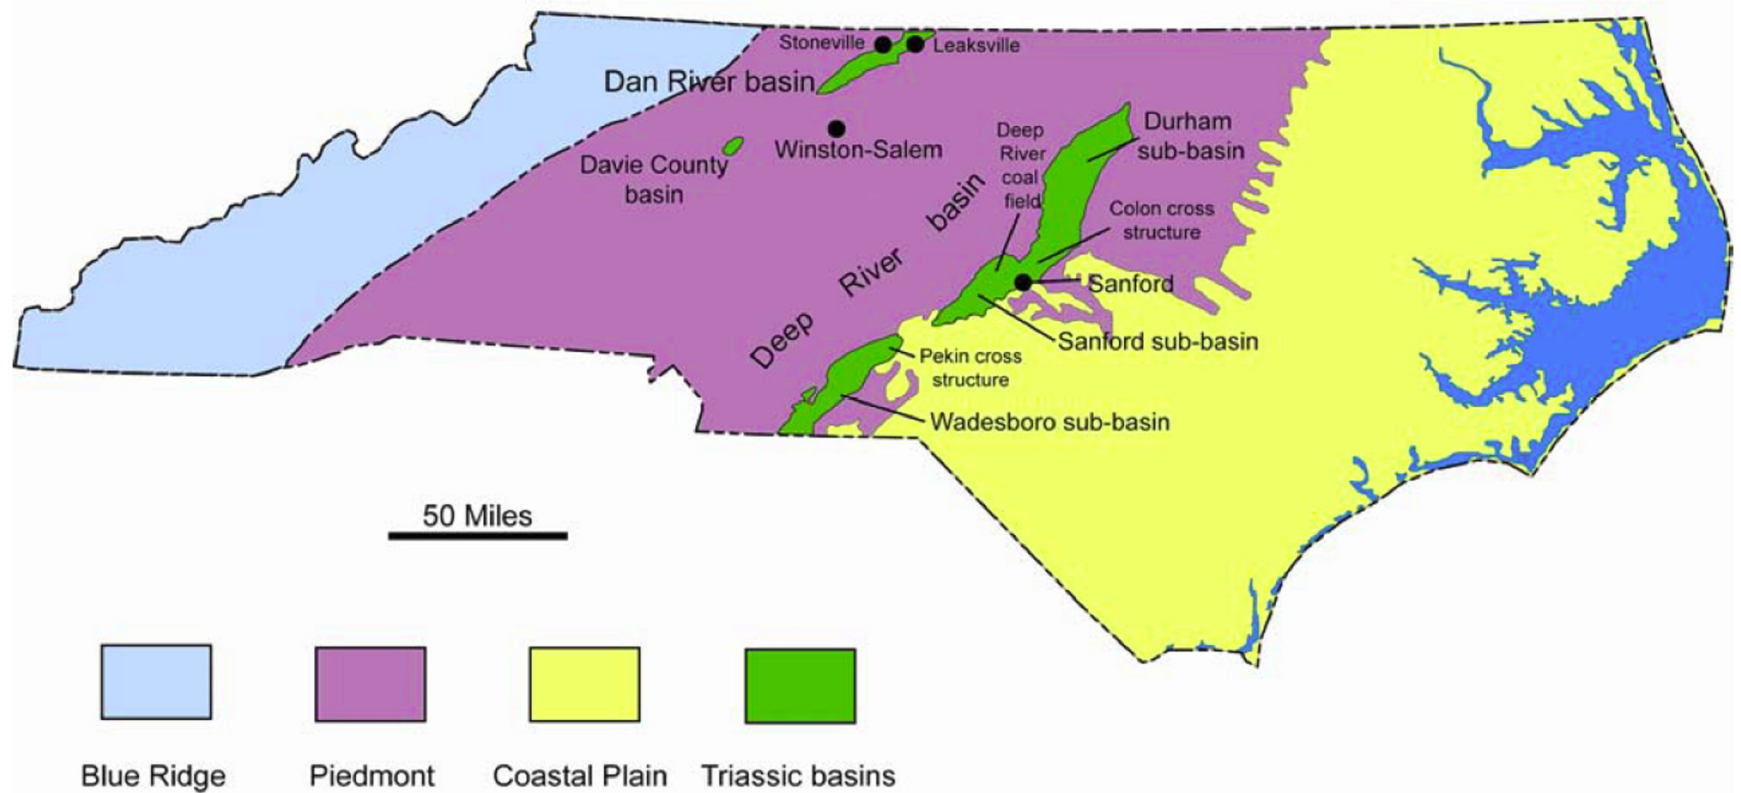 Stoneville
Leaksville
Dan River basin
Winston-Salem
Davie County
basin
Deep
River
coal
field
Durham
sub-basin
Colon cross
structure
Deep River basin
Sanford
Sanford sub-basin
Pekin cross
structure
Wadesboro sub-basin
50 Miles
Blue Ridge
Piedmont
Coastal Plain
Triassic basins